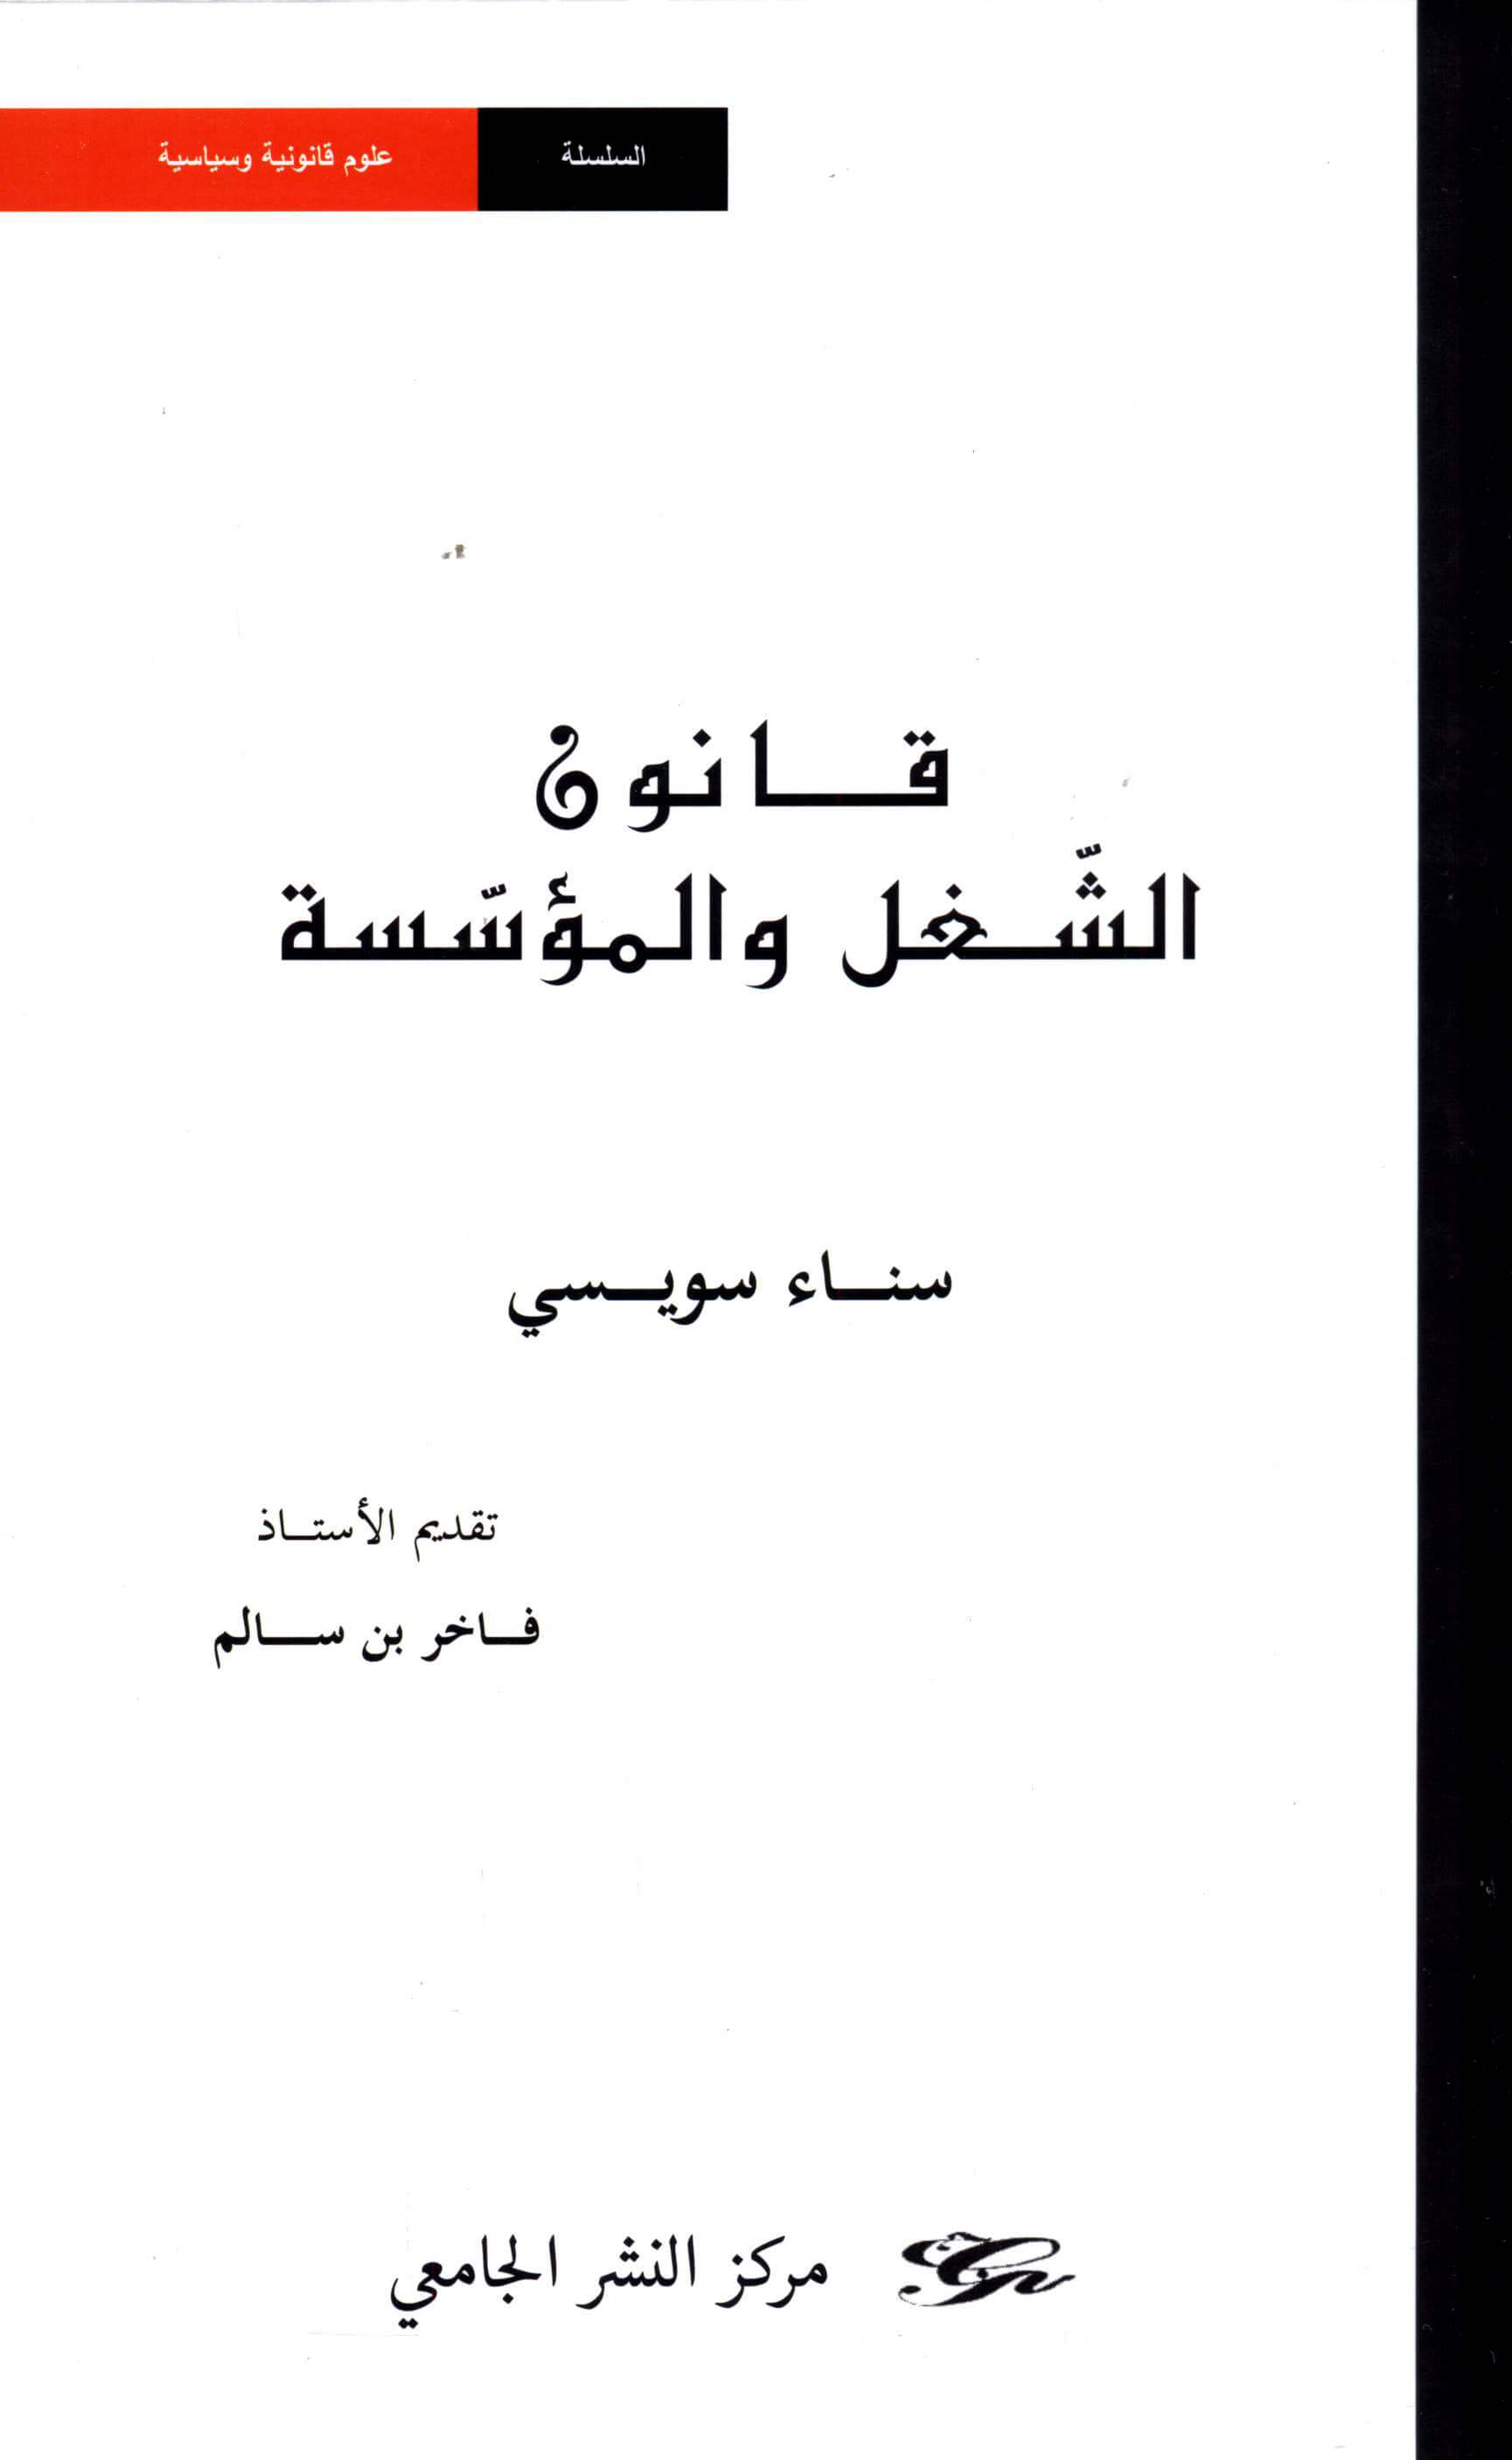 السلسلة علوم قانونية وسياسية
قانون
الشّغل والمؤسّسة
سناء سويسي
تقديم الأستاذ
فاخر بن سالم
مركز النشر الجامعي